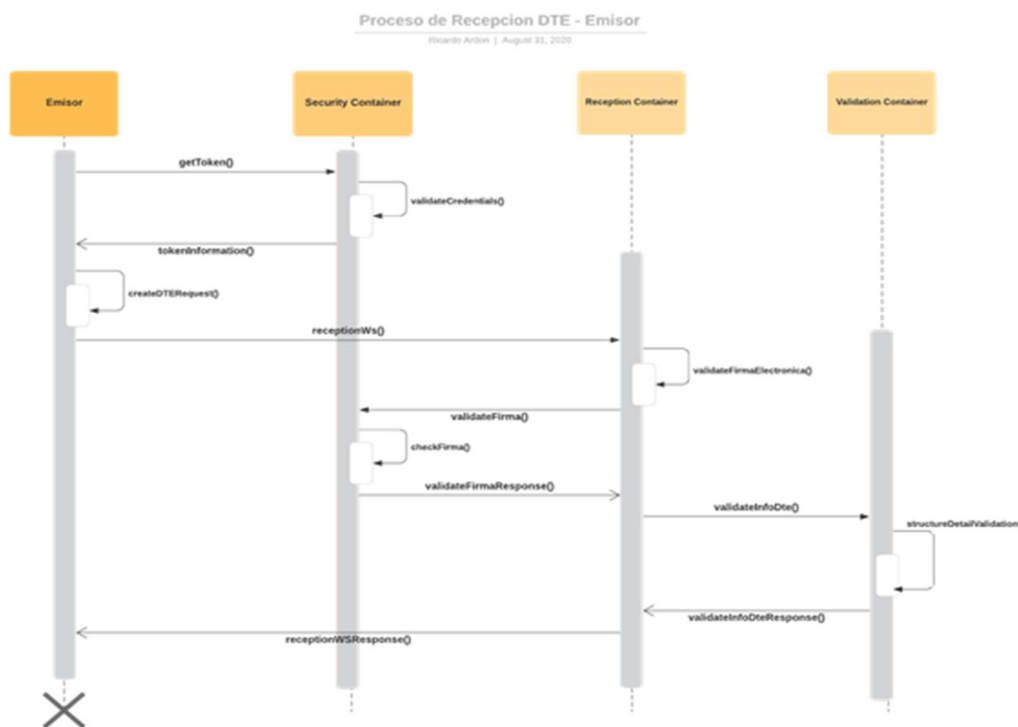 Proceso de Recepcion DTE - Emisor
Ricardo Ardon | August 31, 2020
Emisor
Security Container
Reception Container
Validation Container
getToken()
validateCredentials()
tokenInformation()
createDTERequest()
receptionWs()
validateFirmaElectronica()
validateFirma()
checkFirma()
validateFirmaResponse()
validateInfoDte()
structureDetailValidation
validateInfoDteResponse()
receptionWSResponse()